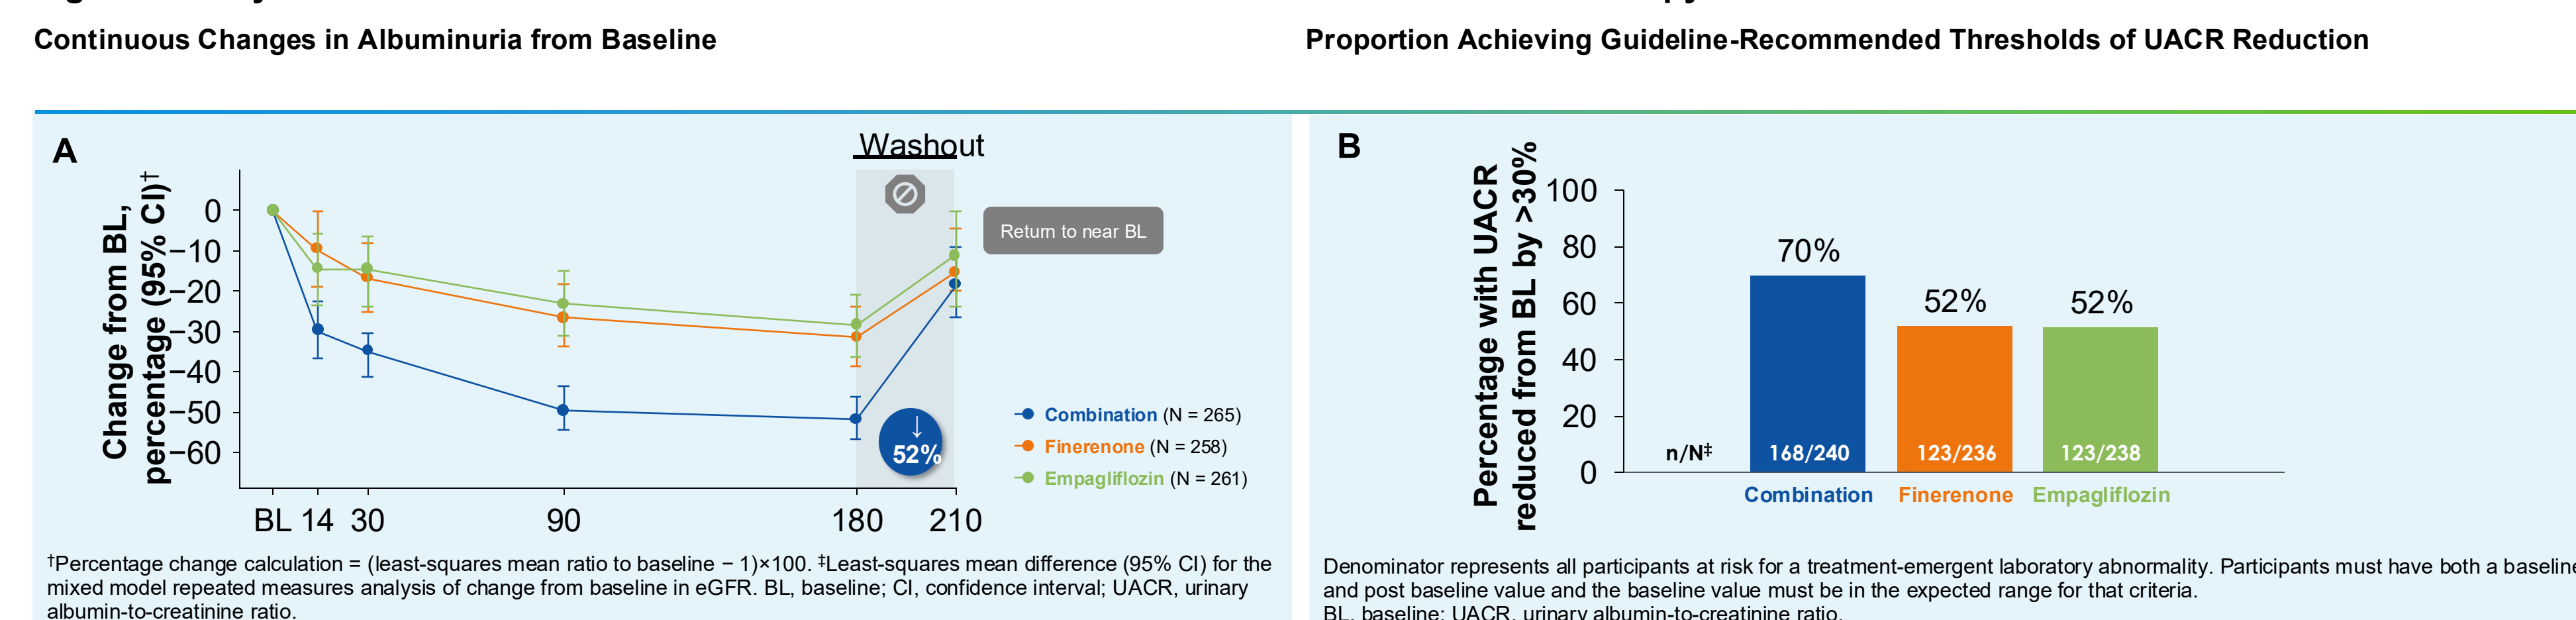 Continuous Changes in Albuminuria from Baseline
Proportion Achieving Guideline-Recommended Thresholds of UACR Reduction
A
Washout
Change from BL,
percentage (95% CI)†
0
−10
−20
−30
−40
−50
−60
Return to near BL
↓
52%
Combination (N = 265)
Finerenone (N = 258)
Empagliflozin (N = 261)
BL 14 30 90 180 210
†Percentage change calculation = (least-squares mean ratio to baseline − 1)×100. ‡Least-squares mean difference (95% CI) for the
mixed model repeated measures analysis of change from baseline in eGFR. BL, baseline; CI, confidence interval; UACR, urinary
albumin-to-creatinine ratio.
B
Percentage with UACR
reduced from BL by >30%
100
80
60
40
20
0
70%
52%
52%
n/N‡
168/240
123/236
123/238
Combination
Finerenone
Empagliflozin
Denominator represents all participants at risk for a treatment-emergent laboratory abnormality. Participants must have both a baseline
and post baseline value and the baseline value must be in the expected range for that criteria.
BL, baseline; UACR, urinary albumin-to-creatinine ratio.